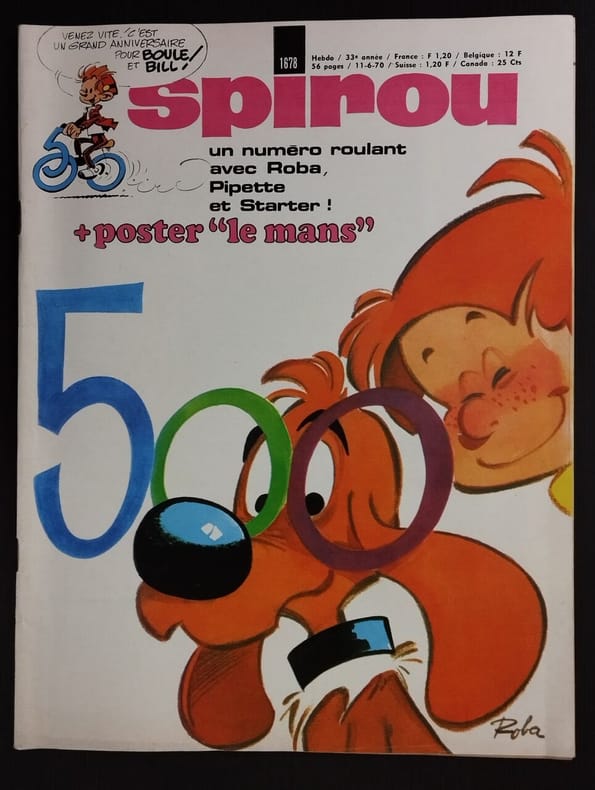 VENEZ VITE, C'EST
UN GRAND ANNIVERSAIRE
POUR BOULE
ET BILL!
1678
Hebdo / 33e année / France : F 1,20 / Belgique : 12 F
56 pages / 11-6-70 / Suisse : 1,20 F / Canada : 25 Cts
spirou
un numéro roulant
avec Roba,
Pipette
et Starter !
+poster “le mans”
500
Roba